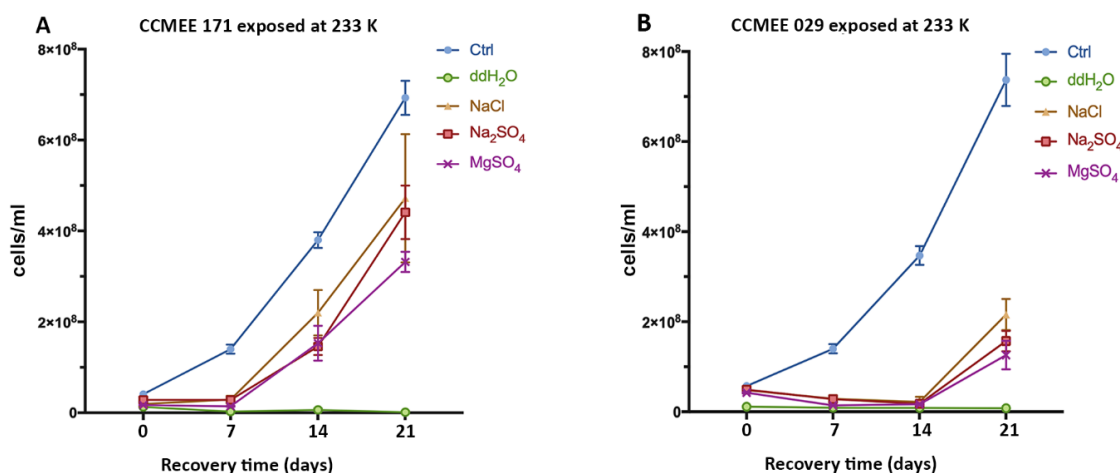 A
CCMEE 171 exposed at 233 K
8×10⁸
6×10⁸
4×10⁸
2×10⁸
0
cells/ml
0 7 14 21
Recovery time (days)
Ctrl
ddH₂O
NaCl
Na₂SO₄
MgSO₄
B
CCMEE 029 exposed at 233 K
8×10⁸
6×10⁸
4×10⁸
2×10⁸
0
cells/ml
0 7 14 21
Recovery time (days)
Ctrl
ddH₂O
NaCl
Na₂SO₄
MgSO₄